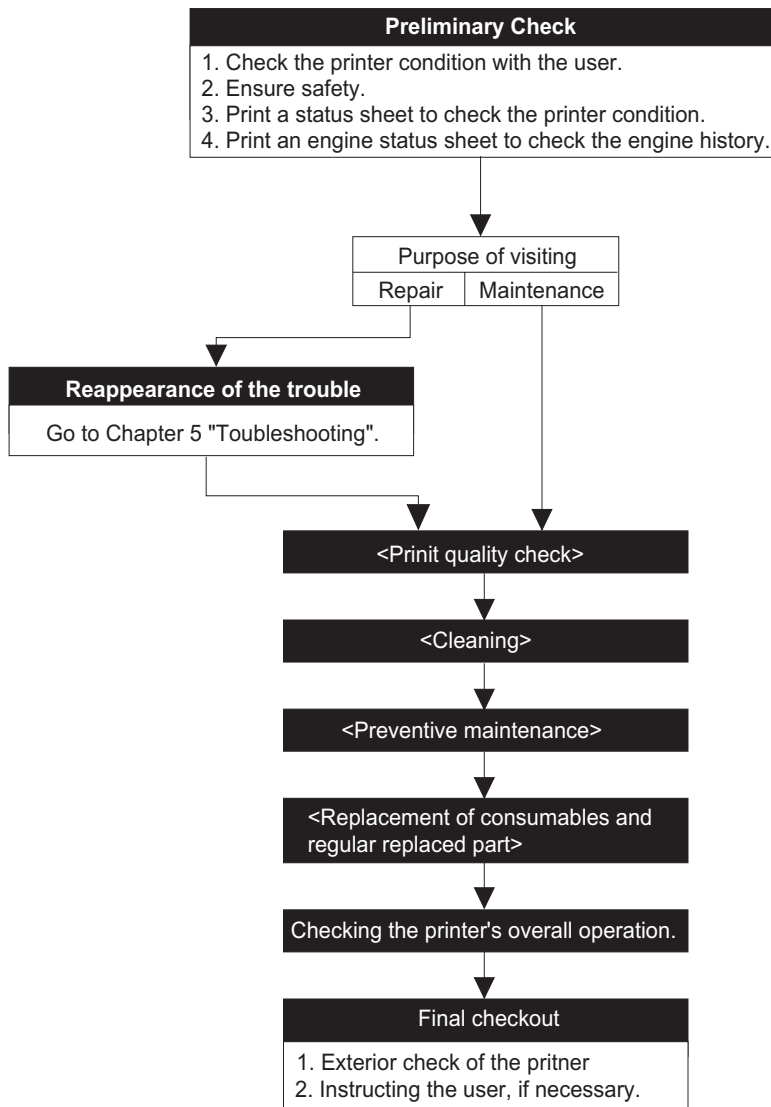 Preliminary Check
1. Check the printer condition with the user.
2. Ensure safety.
3. Print a status sheet to check the printer condition.
4. Print an engine status sheet to check the engine history.
Purpose of visiting
Repair Maintenance
Reappearance of the trouble
Go to Chapter 5 "Toubleshooting".
<Prinit quality check>
<Cleaning>
<Preventive maintenance>
<Replacement of consumables and
regular replaced part>
Checking the printer's overall operation.
Final checkout
1. Exterior check of the pritner
2. Instructing the user, if necessary.